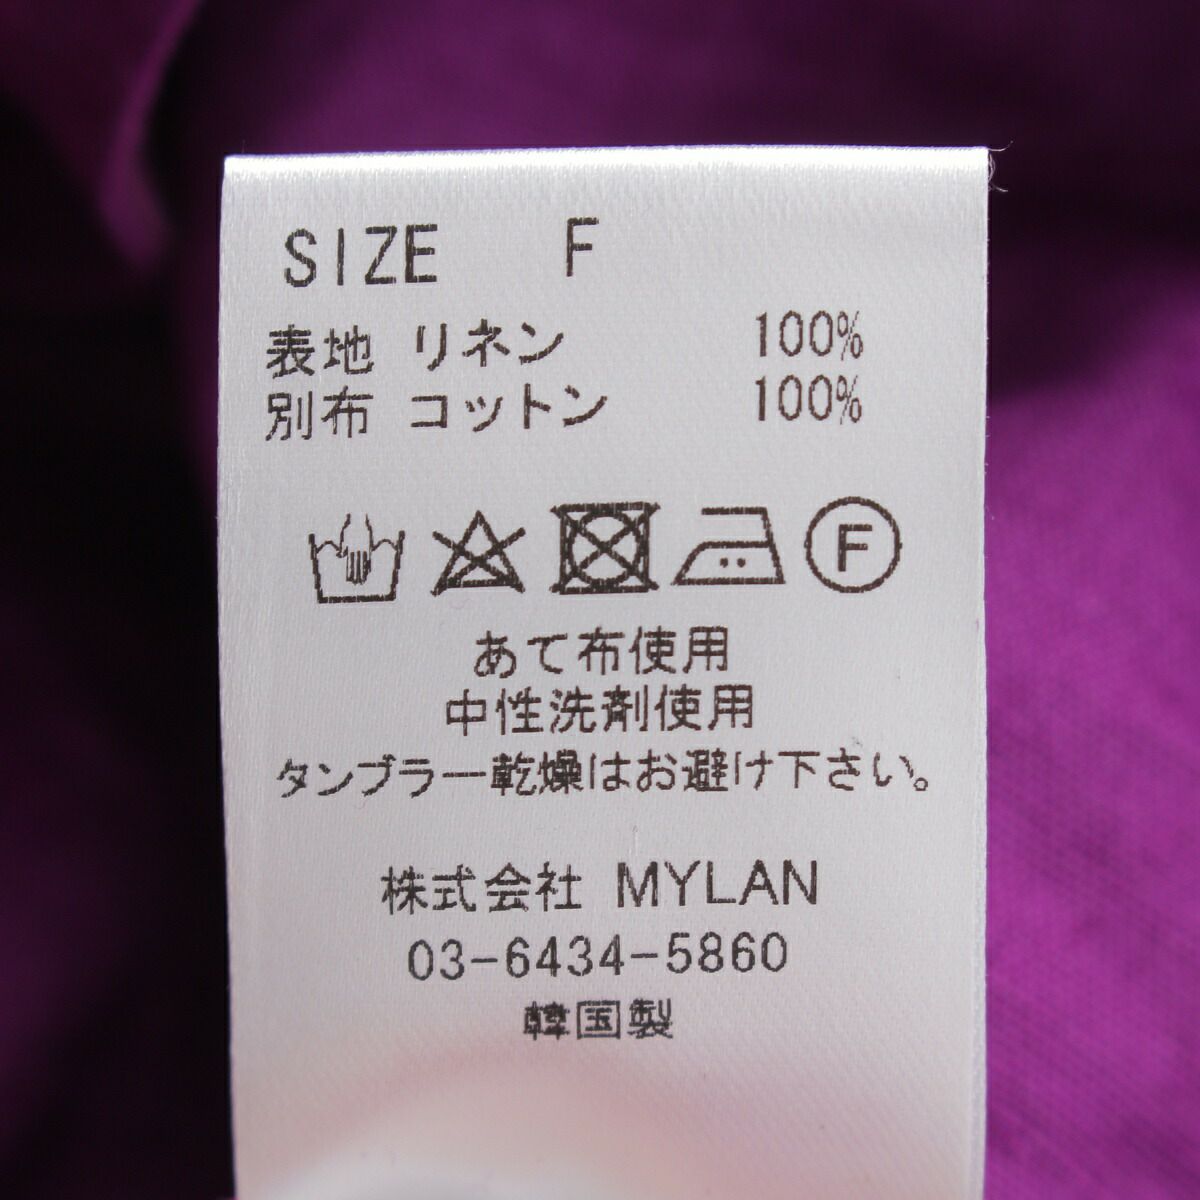 SIZE F
表地 リネン 100%
別布 コットン 100%
F
あて布使用
中性洗剤使用
タンブラー乾燥はお避け下さい。
株式会社 MYLAN
03-6434-5860
韓国製